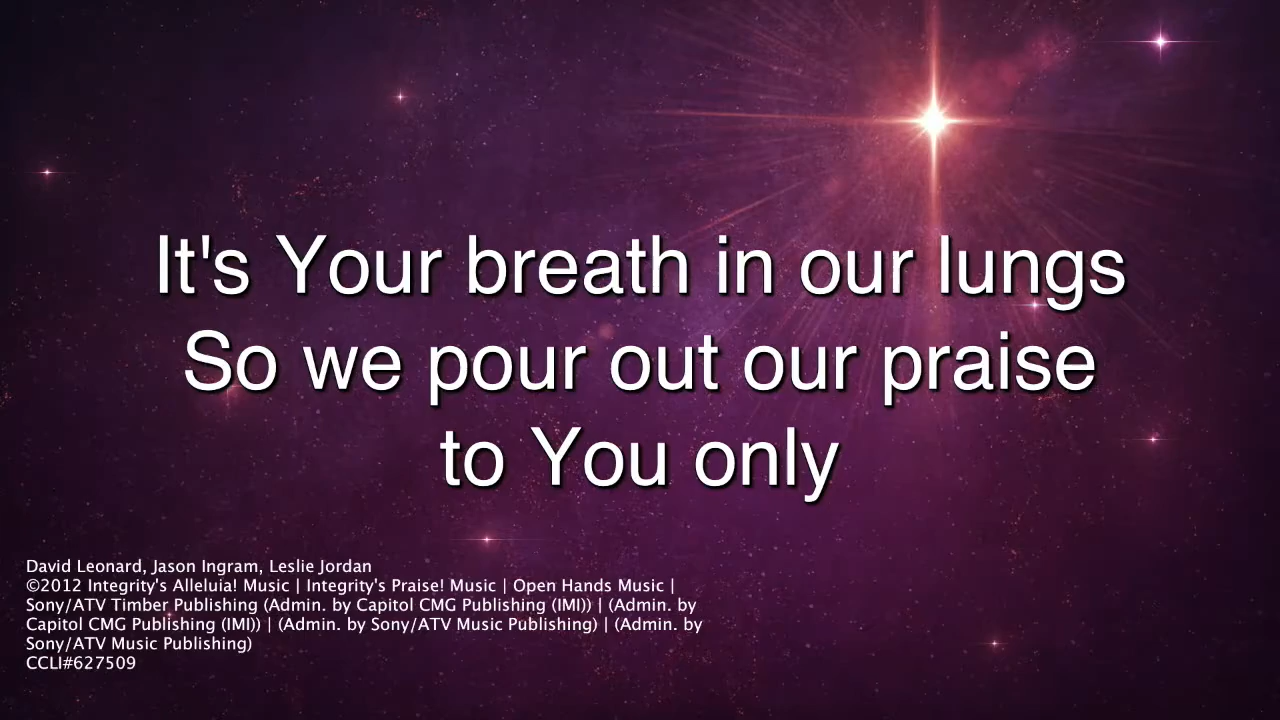 It's Your breath in our lungs
So we pour out our praise
to You only
David Leonard, Jason Ingram, Leslie Jordan
©2012 Integrity's Alleluia! Music | Integrity's Praise! Music | Open Hands Music |
Sony/ATV Timber Publishing (Admin. by Capitol CMG Publishing (IMI)) | (Admin. by
Capitol CMG Publishing (IMI)) | (Admin. by Sony/ATV Music Publishing) | (Admin. by
Sony/ATV Music Publishing)
CCLI#627509